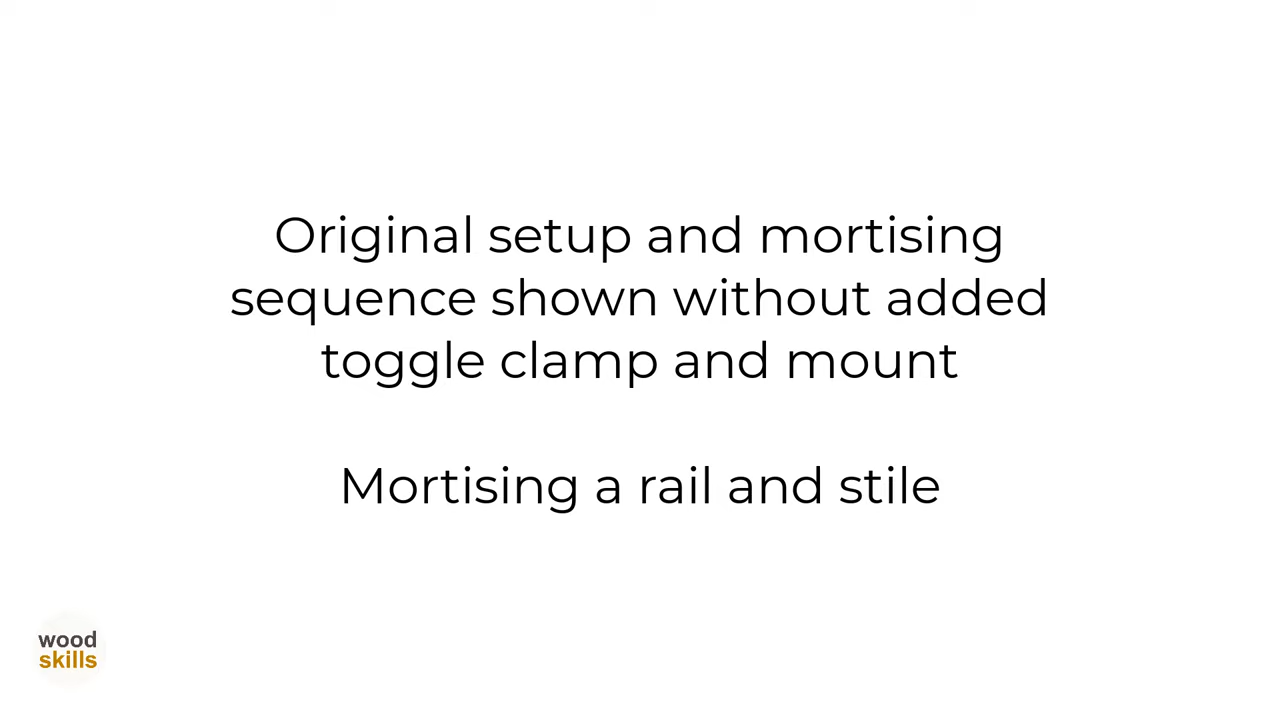 Original setup and mortising
sequence shown without added
toggle clamp and mount
Mortising a rail and stile
wood
skills